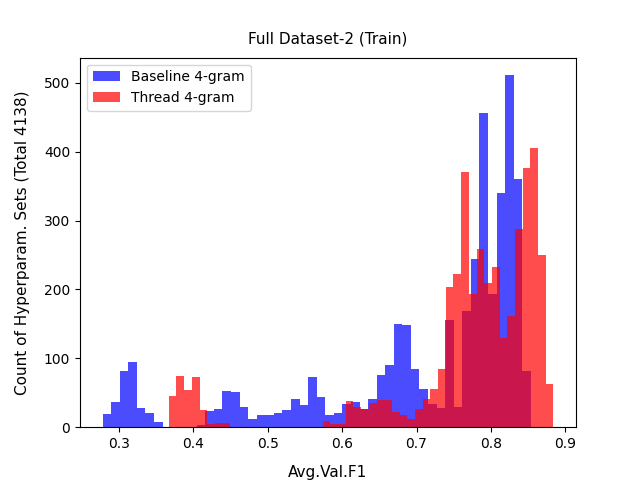 Full Dataset-2 (Train)
Baseline 4-gram
Thread 4-gram
Count of Hyperparam. Sets (Total 4138)
500
400
300
200
100
0
0.3 0.4 0.5 0.6 0.7 0.8 0.9
Avg.Val.F1